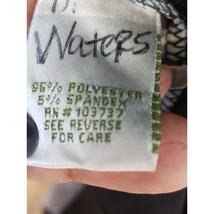 D.
Waters
95% POLYESTER
5% SPANDEX
RN #103737
SEE REVERSE
FOR CARE